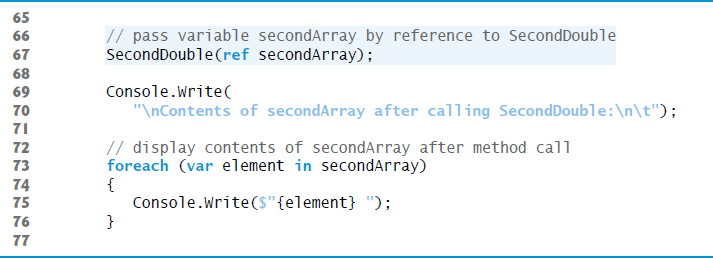 65
66 // pass variable secondArray by reference to SecondDouble
67 SecondDouble(ref secondArray);
68
69 Console.Write(
70 "\nContents of secondArray after calling SecondDouble:\n\t");
71
72 // display contents of secondArray after method call
73 foreach (var element in secondArray)
74 {
75 Console.Write($"{element} ");
76 }
77